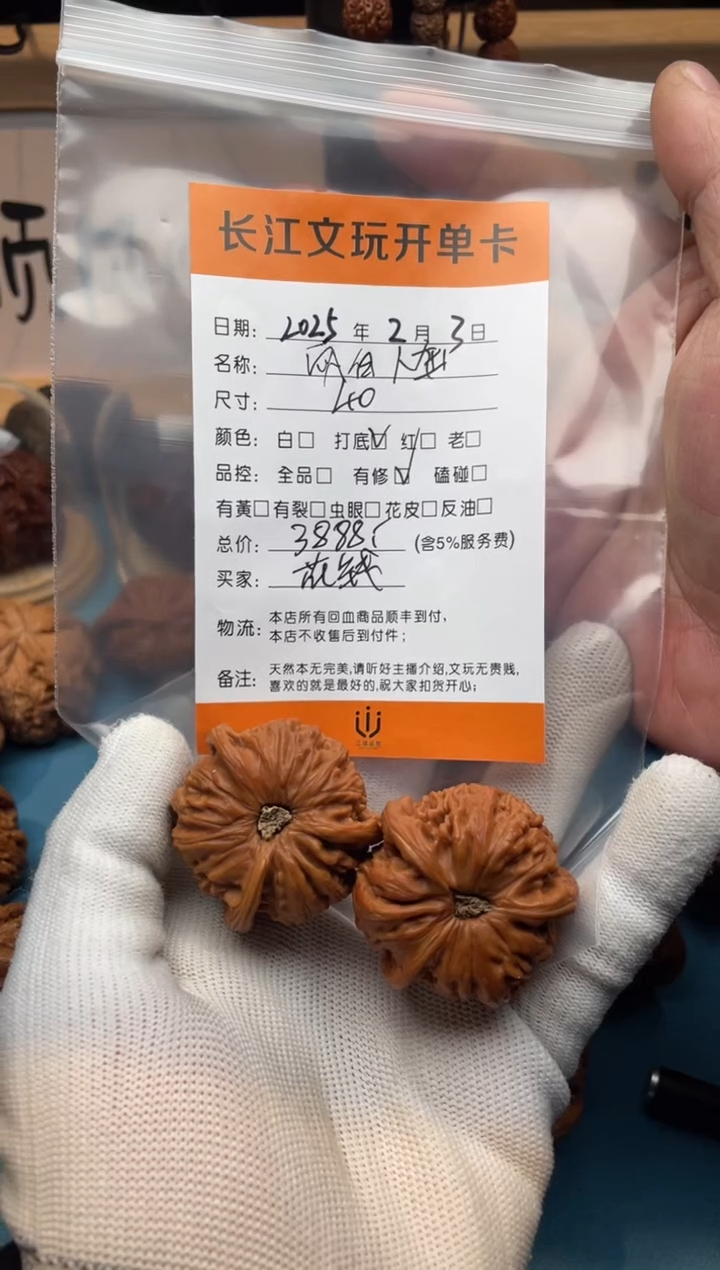 长江文玩开单卡
日期: 2025 年 2 月 3 日
名称:
尺寸: 40
颜色: 白□ 打底☑ 红□ 老□
品控: 全品□ 有修☑ 磕碰□
有黃□有裂□虫眼□花皮□反油□
总价: 3888 (含5%服务费)
买家:
物流: 本店所有回血商品顺丰到付,
本店不收售后到付件;
备注: 天然本无完美,请听好主播介绍,文玩无贵贱,
喜欢的就是最好的,祝大家扣货开心;